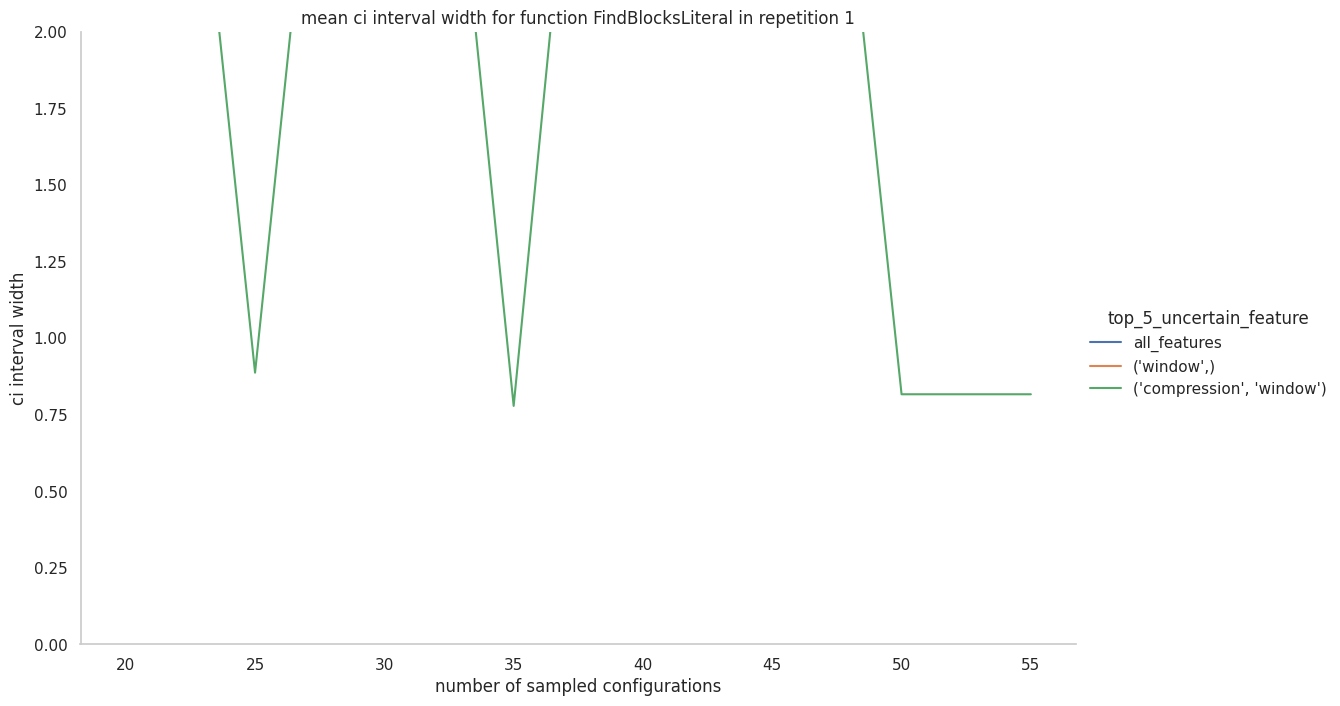 mean ci interval width for function FindBlocksLiteral in repetition 1
2.00
1.75
1.50
1.25
1.00
0.75
0.50
0.25
0.00
ci interval width
20 25 30 35 40 45 50 55
number of sampled configurations
top_5_uncertain_feature
all_features
('window',)
('compression', 'window')